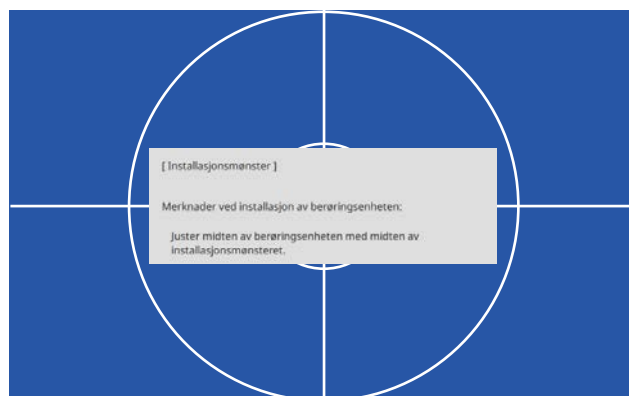 [ Installasjonsmønster ]
Merknader ved installasjon av berøringsenheten:
Juster midten av berøringsenheten med midten av
installasjonsmønsteret.